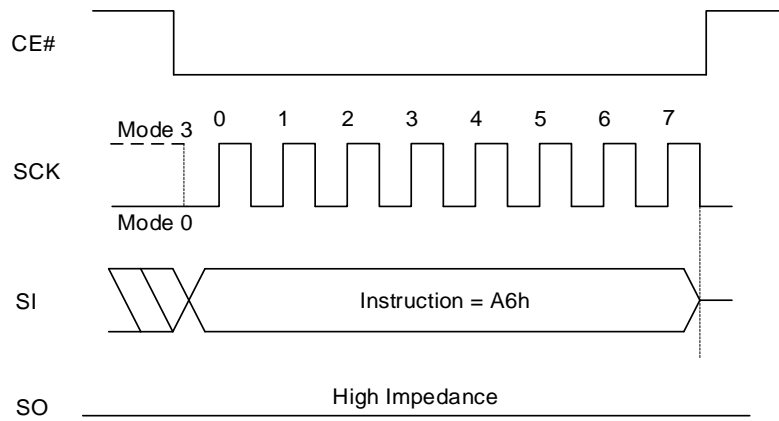 CE#
Mode 3
0 1 2 3 4 5 6 7
SCK
Mode 0
SI
Instruction = A6h
SO
High Impedance